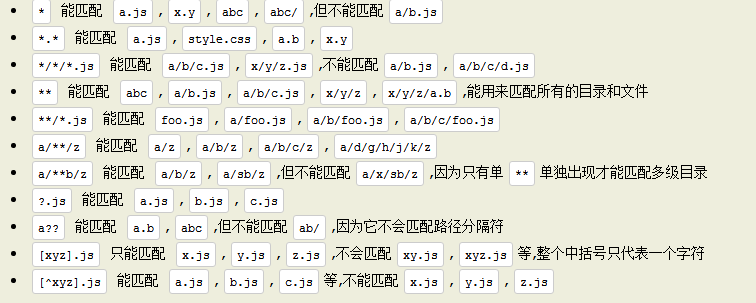 * 能匹配 a.js , x.y , abc , abc/ ,但不能匹配 a/b.js
*.* 能匹配 a.js , style.css , a.b , x.y
*/*/*.js 能匹配 a/b/c.js , x/y/z.js ,不能匹配 a/b.js , a/b/c/d.js
** 能匹配 abc , a/b.js , a/b/c.js , x/y/z , x/y/z/a.b ,能用来匹配所有的目录和文件
**/*.js 能匹配 foo.js , a/foo.js , a/b/foo.js , a/b/c/foo.js
a/**/z 能匹配 a/z , a/b/z , a/b/c/z , a/d/g/h/j/k/z
a/**b/z 能匹配 a/b/z , a/sb/z ,但不能匹配 a/x/sb/z ,因为只有单 ** 单独出现才能匹配多级目录
?.js 能匹配 a.js , b.js , c.js
a?? 能匹配 a.b , abc ,但不能匹配 ab/ ,因为它不会匹配路径分隔符
[xyz].js 只能匹配 x.js , y.js , z.js ,不会匹配 xy.js , xyz.js 等,整个中括号只代表一个字符
[^xyz].js 能匹配 a.js , b.js , c.js 等,不能匹配 x.js , y.js , z.js